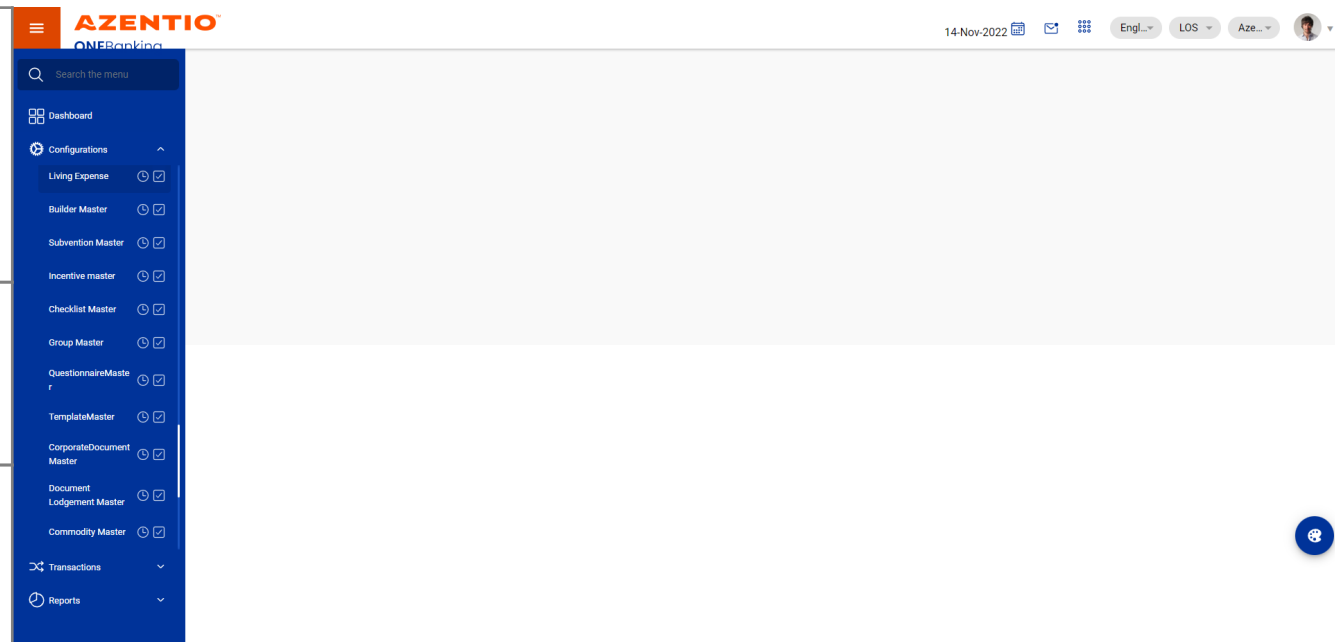 AZENTIO™
ONEBanking
14-Nov-2022
Engl...
LOS
Aze...
Search the menu
Dashboard
Configurations
Living Expense
Builder Master
Subvention Master
Incentive master
Checklist Master
Group Master
QuestionnaireMaste
r
TemplateMaster
CorporateDocument
Master
Document
Lodgement Master
Commodity Master
Transactions
Reports